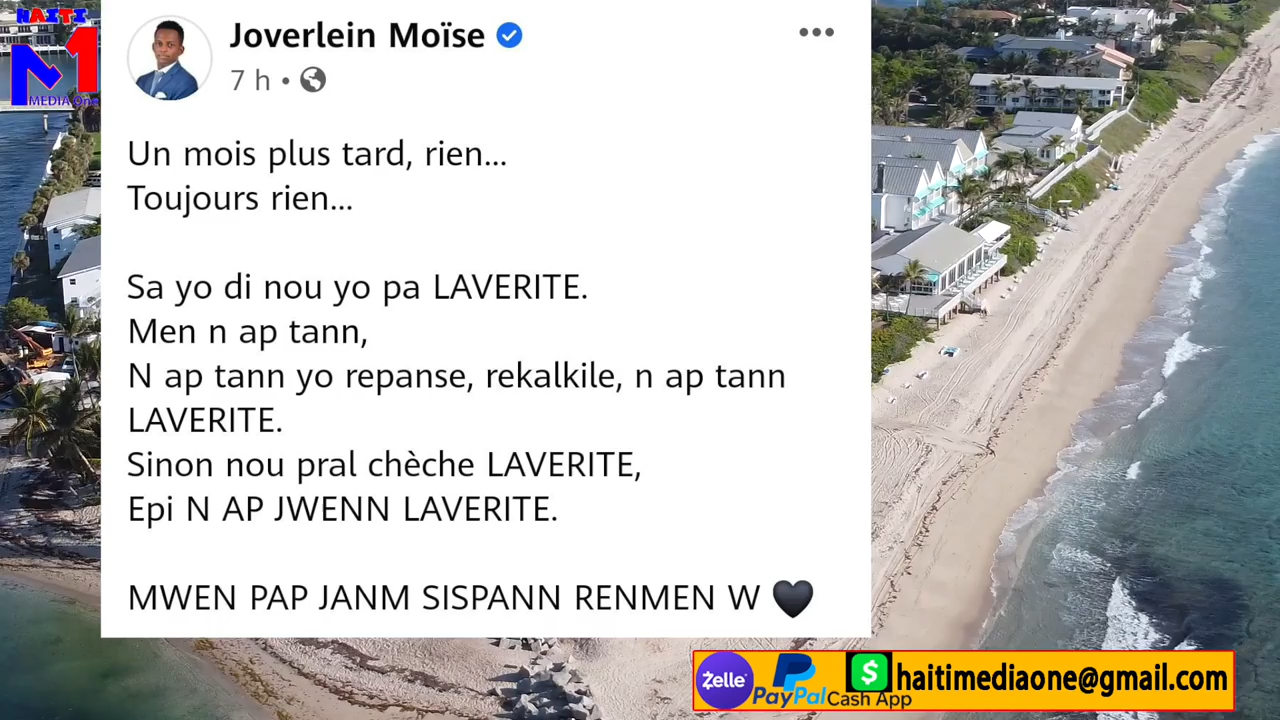 HAITI
M1
MEDIA One
Joverlein Moïse
7 h •
Un mois plus tard, rien...
Toujours rien...
Sa yo di nou yo pa LAVERITE.
Men n ap tann,
N ap tann yo repanse, rekalkile, n ap tann
LAVERITE.
Sinon nou pral chèche LAVERITE,
Epi N AP JWENN LAVERITE.
MWEN PAP JANM SISPANN RENMEN W 🖤
Zelle
PayPal
$
Cash App
haitimediaone@gmail.com